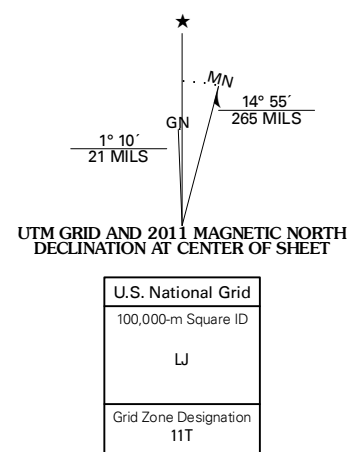 ★
MN
GN
14° 55´
265 MILS
1° 10´
21 MILS
UTM GRID AND 2011 MAGNETIC NORTH
DECLINATION AT CENTER OF SHEET
U.S. National Grid
100,000-m Square ID
LJ
Grid Zone Designation
11T